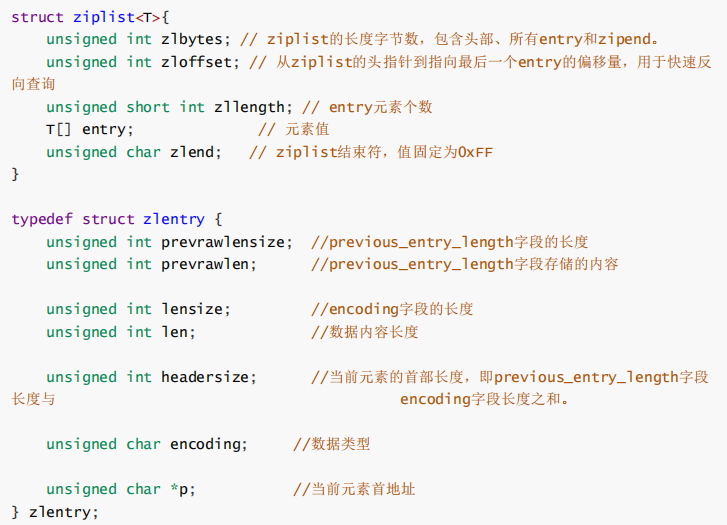 struct ziplist<T>{
unsigned int zlbytes; // ziplist的长度字节数，包含头部、所有entry和zipend。
unsigned int zloffset; // 从ziplist的头指针到指向最后一个entry的偏移量，用于快速反
向查询
unsigned short int zllength; // entry元素个数
T[] entry; // 元素值
unsigned char zlend; // ziplist结束符，值固定为0xFF
}
typedef struct zlentry {
unsigned int prevrawlensize; //previous_entry_length字段的长度
unsigned int prevrawlen; //previous_entry_length字段存储的内容
unsigned int lensize; //encoding字段的长度
unsigned int len; //数据内容长度
unsigned int headersize; //当前元素的首部长度，即previous_entry_length字段
长度与 encoding字段长度之和。
unsigned char encoding; //数据类型
unsigned char *p; //当前元素首地址
} zlentry;